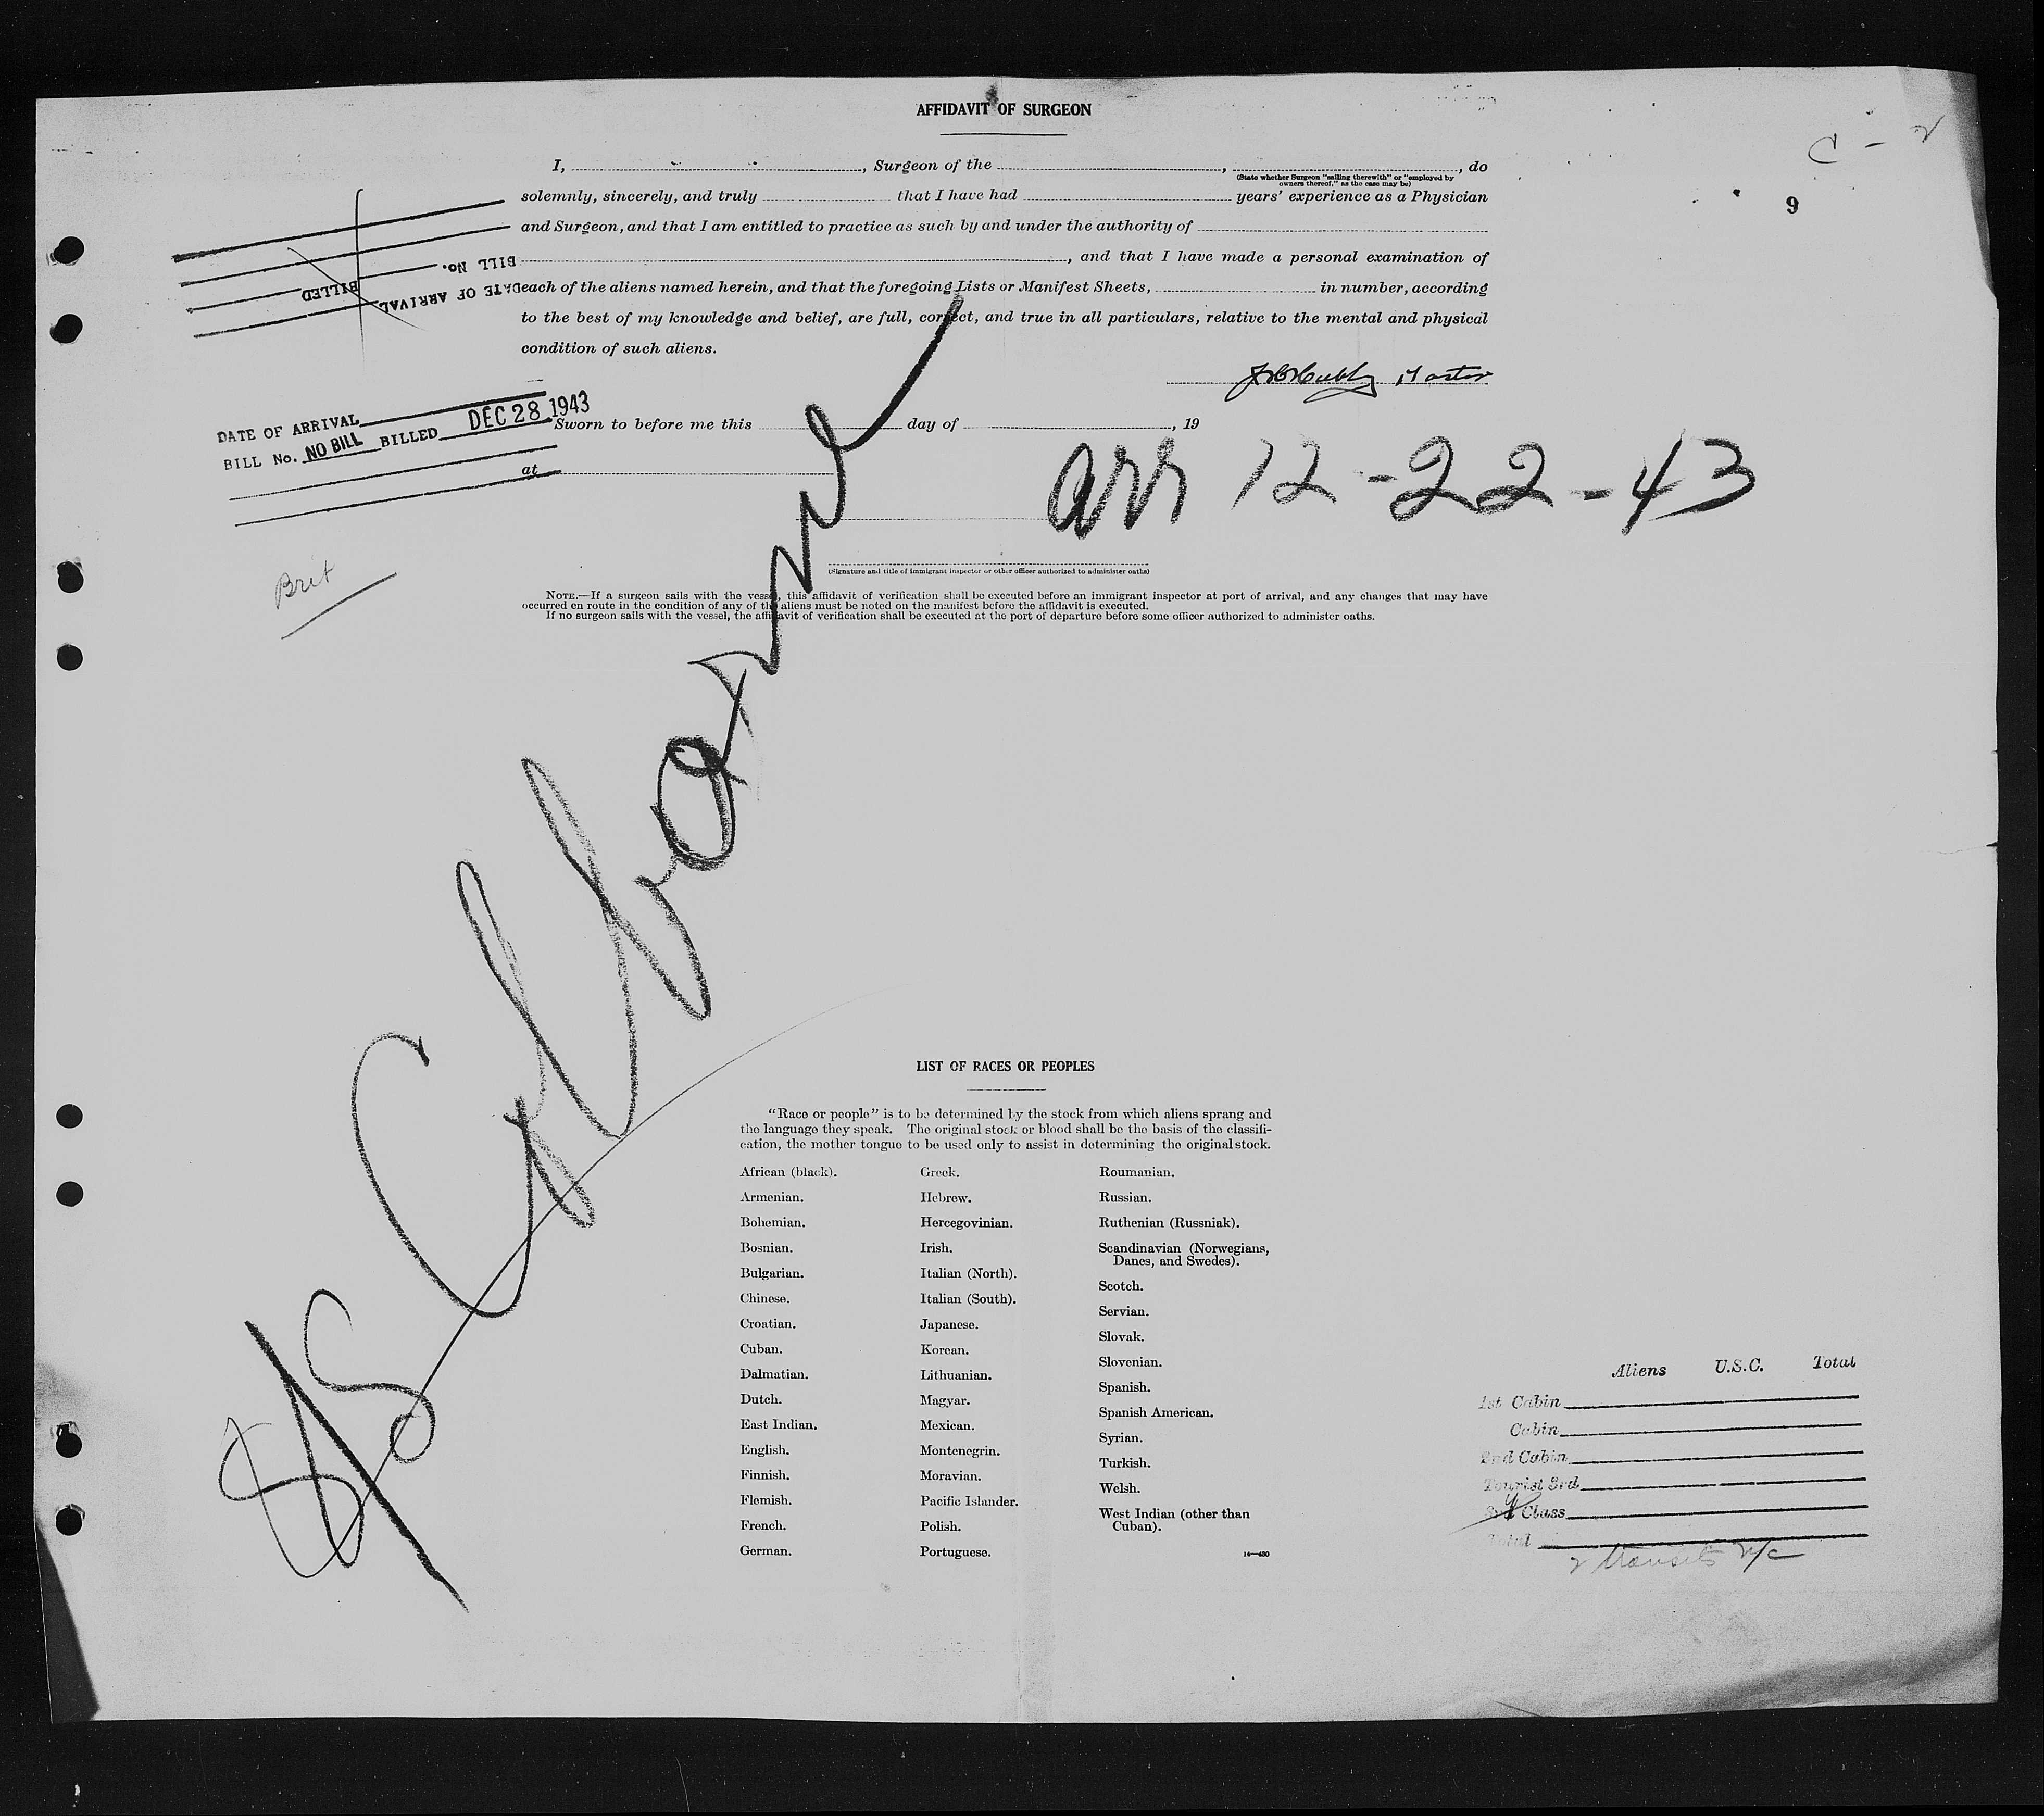 AFFIDAVIT OF SURGEON
C - 2
9
I, , Surgeon of the , , do
(State whether Surgeon "sailing therewith" or "employed by
owners thereof," as the case may be)
solemnly, sincerely, and truly that I have had years' experience as a Physician
and Surgeon, and that I am entitled to practice as such by and under the authority of
, and that I have made a personal examination of
each of the aliens named herein, and that the foregoing Lists or Manifest Sheets, in number, according
to the best of my knowledge and belief, are full, correct, and true in all particulars, relative to the mental and physical
condition of such aliens.
DATE OF ARRIVAL
BILL No. BILLED
Master
DATE OF ARRIVAL
BILL No. NO BILL BILLED DEC 28 1943
Sworn to before me this day of , 19
at
arr 12-22-43
Brit
(Signature and title of immigrant inspector or other officer authorized to administer oaths)
NOTE.—If a surgeon sails with the vessel, this affidavit of verification shall be executed before an immigrant inspector at port of arrival, and any changes that may have
occurred en route in the condition of any of the aliens must be noted on the manifest before the affidavit is executed.
If no surgeon sails with the vessel, the affidavit of verification shall be executed at the port of departure before some officer authorized to administer oaths.
S/S
LIST OF RACES OR PEOPLES
"Race or people" is to be determined by the stock from which aliens sprang and
the language they speak. The original stock or blood shall be the basis of the classifi-
cation, the mother tongue to be used only to assist in determining the original stock.
African (black).
Armenian.
Bohemian.
Bosnian.
Bulgarian.
Chinese.
Croatian.
Cuban.
Dalmatian.
Dutch.
East Indian.
English.
Finnish.
Flemish.
French.
German.
Greek.
Hebrew.
Hercegovinian.
Irish.
Italian (North).
Italian (South).
Japanese.
Korean.
Lithuanian.
Magyar.
Mexican.
Montenegrin.
Moravian.
Pacific Islander.
Polish.
Portuguese.
Roumanian.
Russian.
Ruthenian (Russniak).
Scandinavian (Norwegians,
Danes, and Swedes).
Scotch.
Servian.
Slovak.
Slovenian.
Spanish.
Spanish American.
Syrian.
Turkish.
Welsh.
West Indian (other than
Cuban).
14—430
Aliens U.S.C. Total
1st Cabin
Cabin
2nd Cabin
Tourist 3rd
3rd Class
Total
2 transits